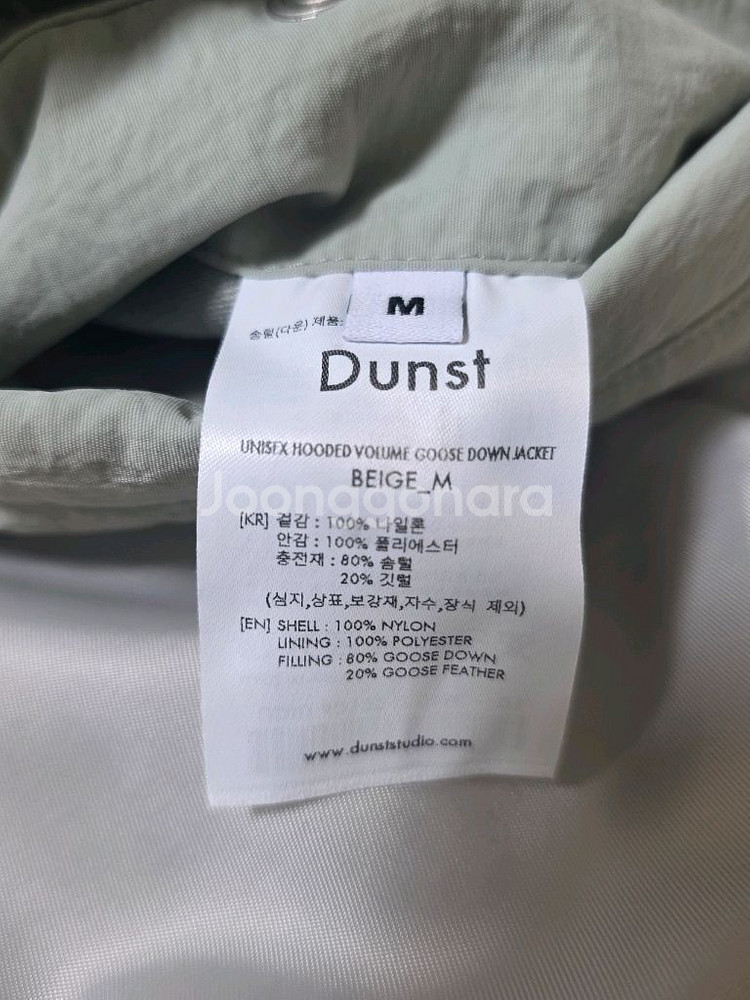 M
솜털(다운) 제품:
Dunst
UNISEX HOODED VOLUME GOOSE DOWN JACKET
BEIGE_M
Joonggonara
[KR] 겉감 : 100% 나일론
안감 : 100% 폴리에스터
충전재 : 80% 솜털
20% 깃털
(심지,상표,보강재,자수,장식 제외)
[EN] SHELL : 100% NYLON
LINING : 100% POLYESTER
FILLING : 80% GOOSE DOWN
20% GOOSE FEATHER
www.dunststudio.com